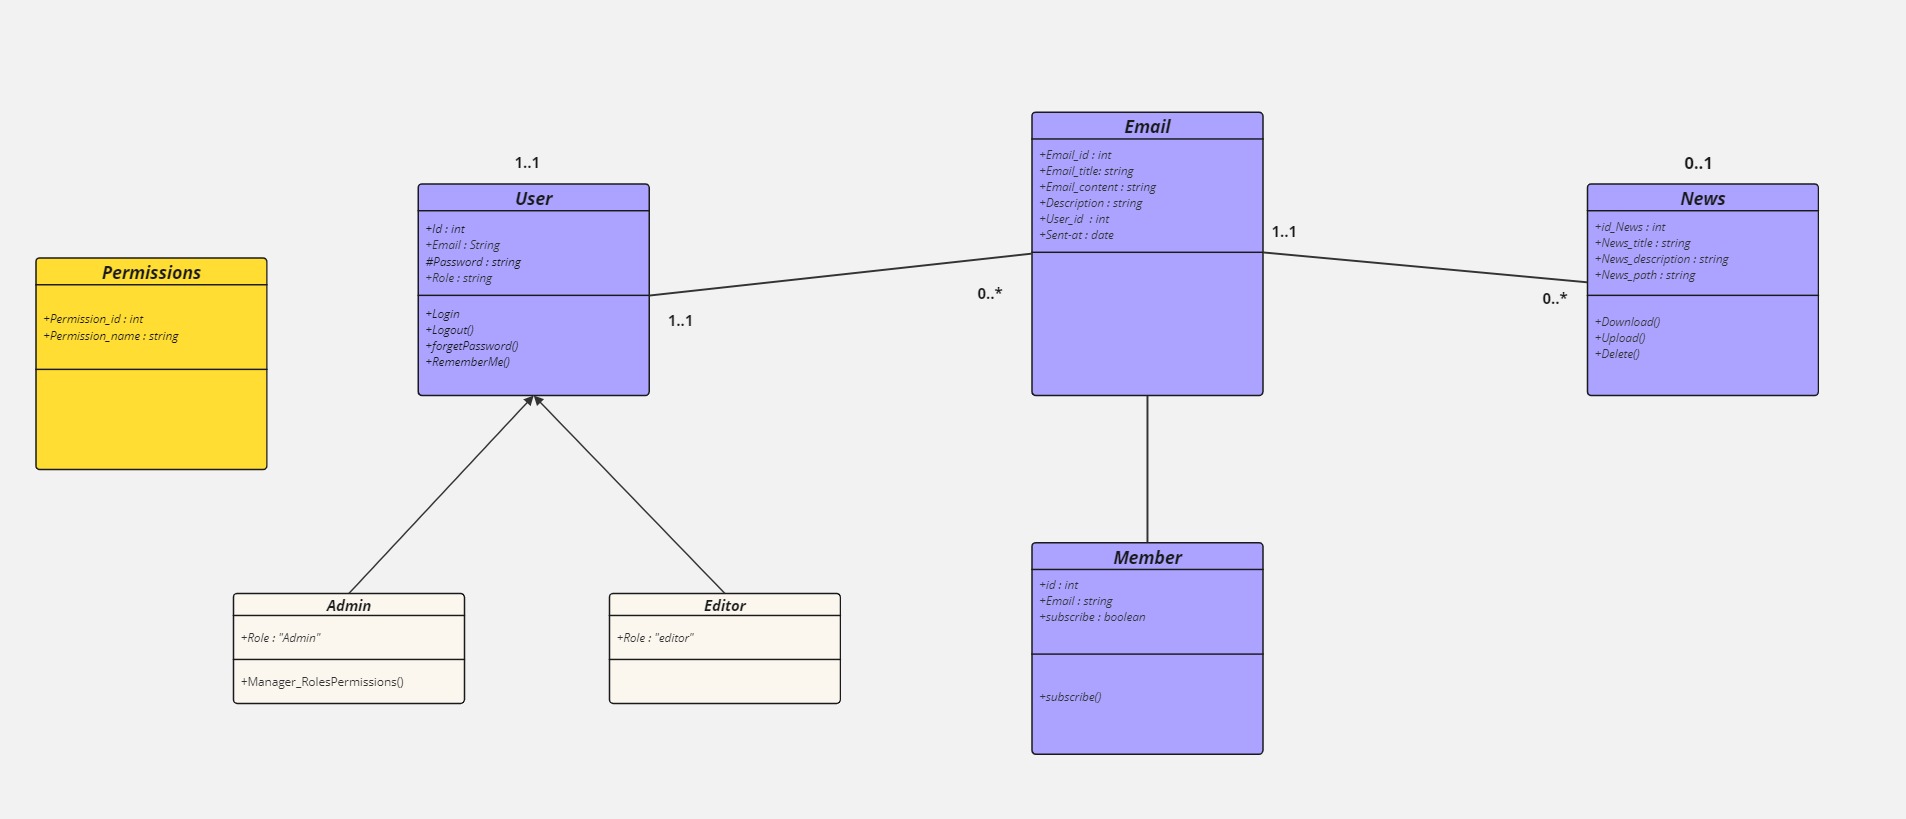 Permissions
+Permission_id : int
+Permission_name : string
1..1
User
+Id : int
+Email : String
#Password : string
+Role : string
+Login
+Logout()
+forgetPassword()
+RememberMe()
1..1
0..*
Email
+Email_id : int
+Email_title: string
+Email_content : string
+Description : string
+User_id  : int
+Sent-at : date
1..1
0..*
0..1
News
+id_News : int
+News_title : string
+News_description : string
+News_path : string
+Download()
+Upload()
+Delete()
Admin
+Role : "Admin"
+Manager_RolesPermissions()
Editor
+Role : "editor"
Member
+id : int
+Email : string
+subscribe : boolean
+subscribe()